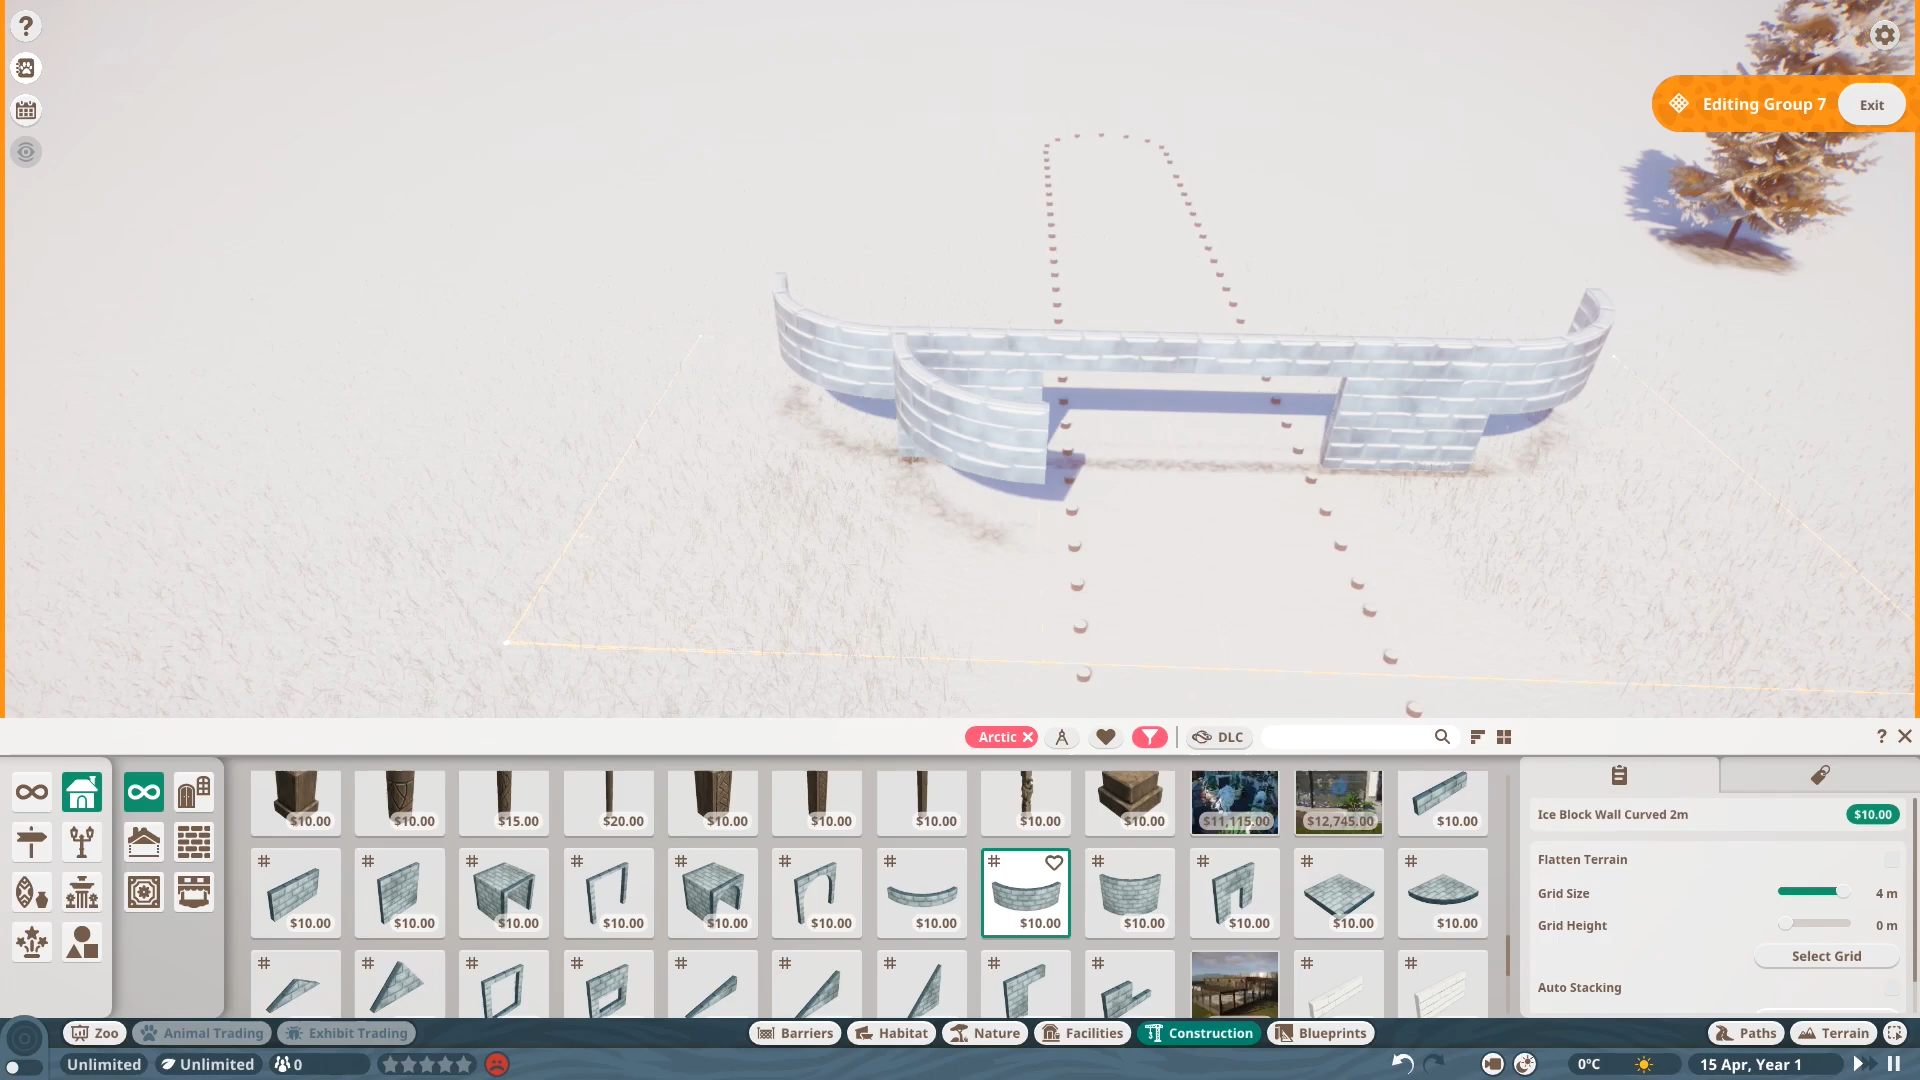 Editing Group 7
Exit
Arctic
DLC
$10.00 $10.00 $15.00 $20.00 $10.00 $10.00 $10.00 $10.00 $10.00 $11,115.00 $12,745.00 $10.00
$10.00 $10.00 $10.00 $10.00 $10.00 $10.00 $10.00 $10.00 $10.00 $10.00 $10.00 $10.00
Ice Block Wall Curved 2m $10.00
Flatten Terrain
Grid Size 4 m
Grid Height 0 m
Select Grid
Auto Stacking
Zoo Animal Trading Exhibit Trading Barriers Habitat Nature Facilities Construction Blueprints Paths Terrain
Unlimited Unlimited 0 0°C 15 Apr, Year 1